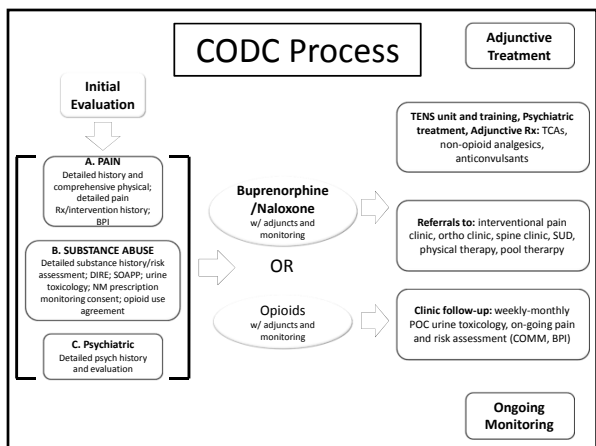 CODC Process
Adjunctive
Treatment
Initial
Evaluation
A. PAIN
Detailed history and
comprehensive physical;
detailed pain
Rx/intervention history;
BPI
B. SUBSTANCE ABUSE
Detailed substance history/risk
assessment; DIRE; SOAPP; urine
toxicology; NM prescription
monitoring consent; opioid use
agreement
C. Psychiatric
Detailed psych history
and evaluation
Buprenorphine
/Naloxone
w/ adjuncts and
monitoring
OR
Opioids
w/ adjuncts and
monitoring
TENS unit and training, Psychiatric
treatment, Adjunctive Rx: TCAs,
non-opioid analgesics,
anticonvulsants
Referrals to: interventional pain
clinic, ortho clinic, spine clinic, SUD,
physical therapy, pool therarpy
Clinic follow-up: weekly-monthly
POC urine toxicology, on-going pain
and risk assessment (COMM, BPI)
Ongoing
Monitoring